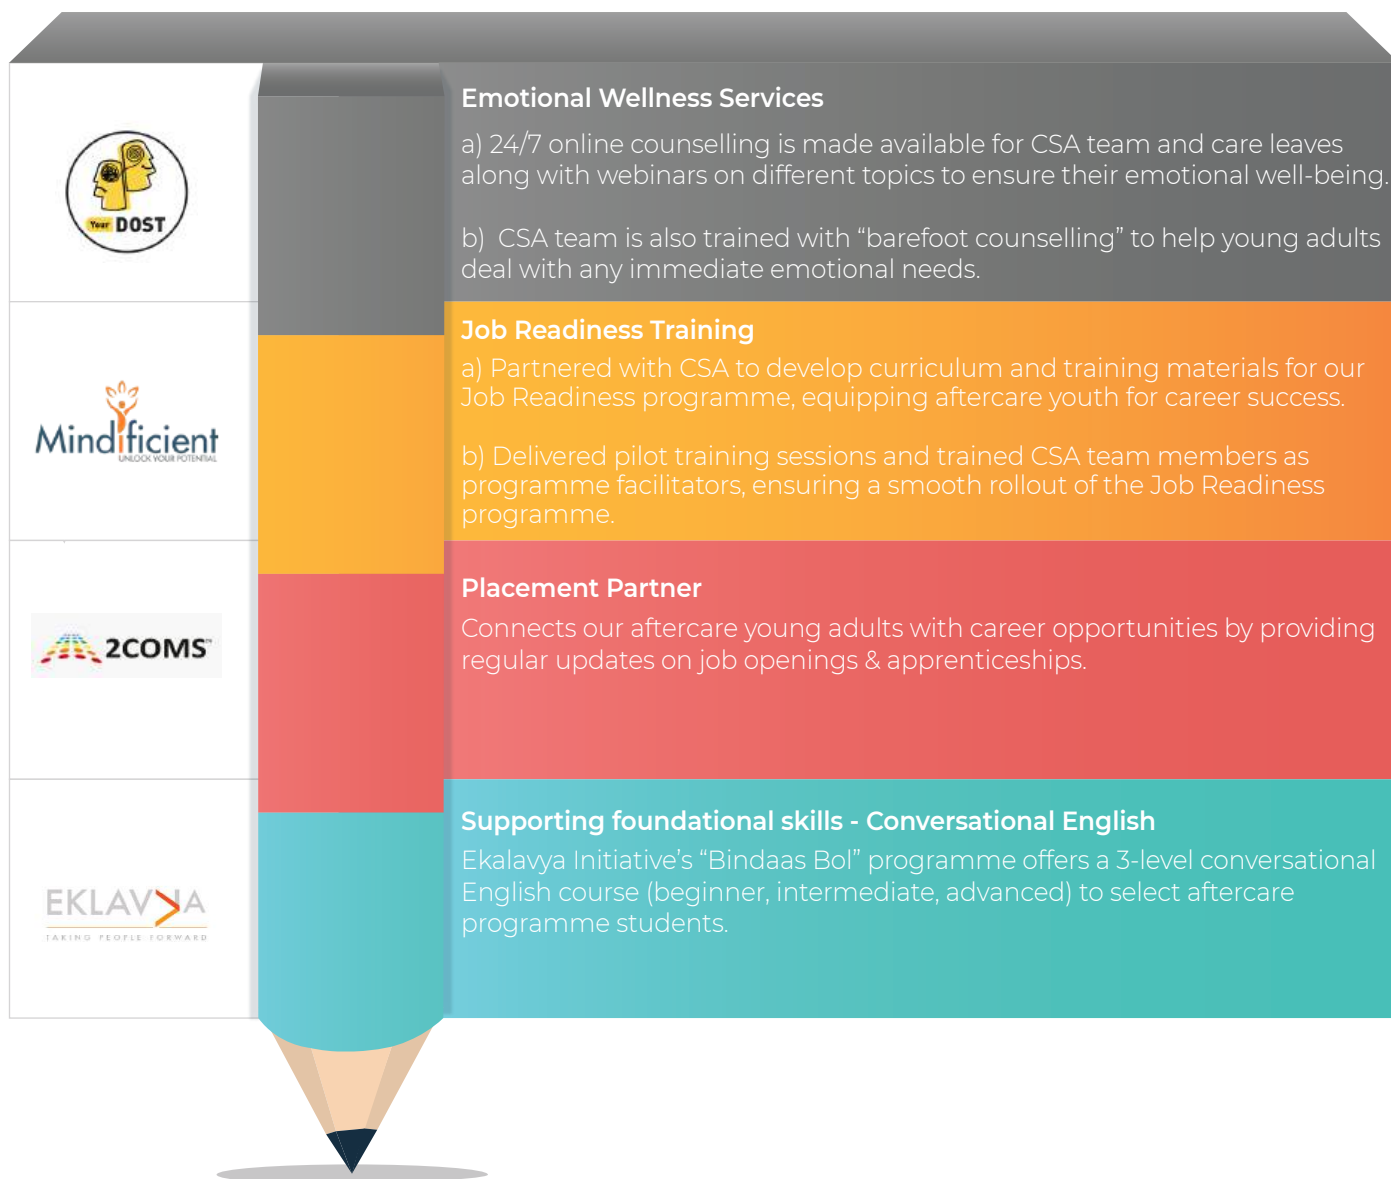 Your DOST
Emotional Wellness Services
a) 24/7 online counselling is made available for CSA team and care leaves
along with webinars on different topics to ensure their emotional well-being.
b)  CSA team is also trained with “barefoot counselling” to help young adults
deal with any immediate emotional needs.
Mindificient
UNLOCK YOUR POTENTIAL
Job Readiness Training
a) Partnered with CSA to develop curriculum and training materials for our
Job Readiness programme, equipping aftercare youth for career success.
b) Delivered pilot training sessions and trained CSA team members as
programme facilitators, ensuring a smooth rollout of the Job Readiness
programme.
2COMS™
Placement Partner
Connects our aftercare young adults with career opportunities by providing
regular updates on job openings & apprenticeships.
EKLAVYA
TAKING PEOPLE FORWARD
Supporting foundational skills - Conversational English
Ekalavya Initiative’s “Bindaas Bol” programme offers a 3-level conversational
English course (beginner, intermediate, advanced) to select aftercare
programme students.